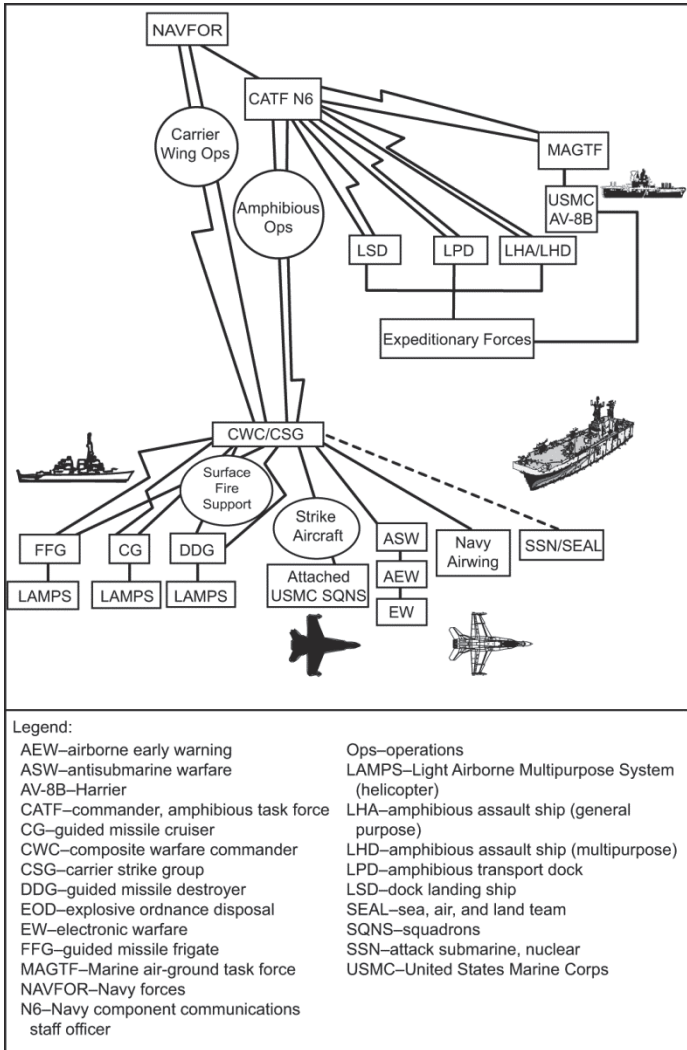 NAVFOR
CATF N6
Carrier
Wing Ops
MAGTF
USMC
AV-8B
Amphibious
Ops
LSD
LPD
LHA/LHD
Expeditionary Forces
CWC/CSG
Surface
Fire
Support
Strike
Aircraft
FFG
CG
DDG
ASW
Navy
Airwing
SSN/SEAL
LAMPS
LAMPS
LAMPS
Attached
USMC SQNS
AEW
EW
Legend:
AEW–airborne early warning
ASW–antisubmarine warfare
AV-8B–Harrier
CATF–commander, amphibious task force
CG–guided missile cruiser
CWC–composite warfare commander
CSG–carrier strike group
DDG–guided missile destroyer
EOD–explosive ordnance disposal
EW–electronic warfare
FFG–guided missile frigate
MAGTF–Marine air-ground task force
NAVFOR–Navy forces
N6–Navy component communications
staff officer
Ops–operations
LAMPS–Light Airborne Multipurpose System
(helicopter)
LHA–amphibious assault ship (general
purpose)
LHD–amphibious assault ship (multipurpose)
LPD–amphibious transport dock
LSD–dock landing ship
SEAL–sea, air, and land team
SQNS–squadrons
SSN–attack submarine, nuclear
USMC–United States Marine Corps